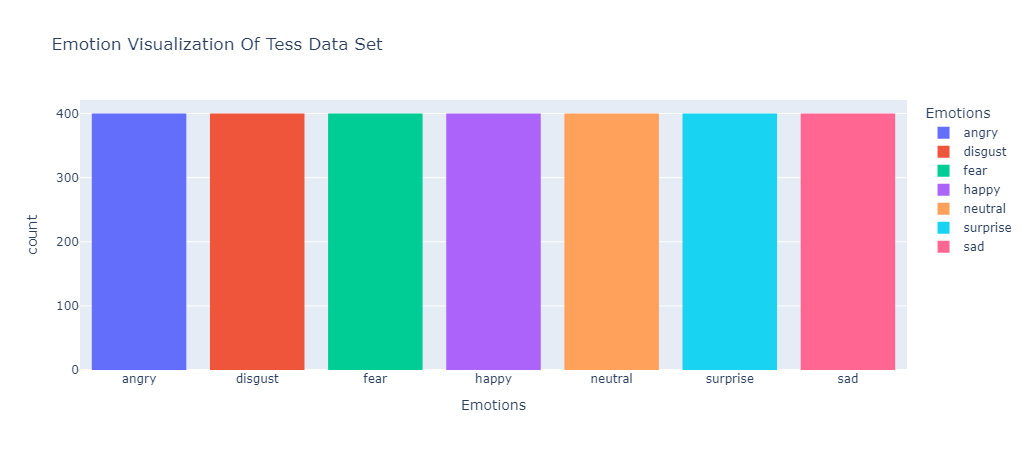 Emotion Visualization Of Tess Data Set
count
400
300
200
100
0
angry disgust fear happy neutral surprise sad
Emotions
Emotions
angry
disgust
fear
happy
neutral
surprise
sad